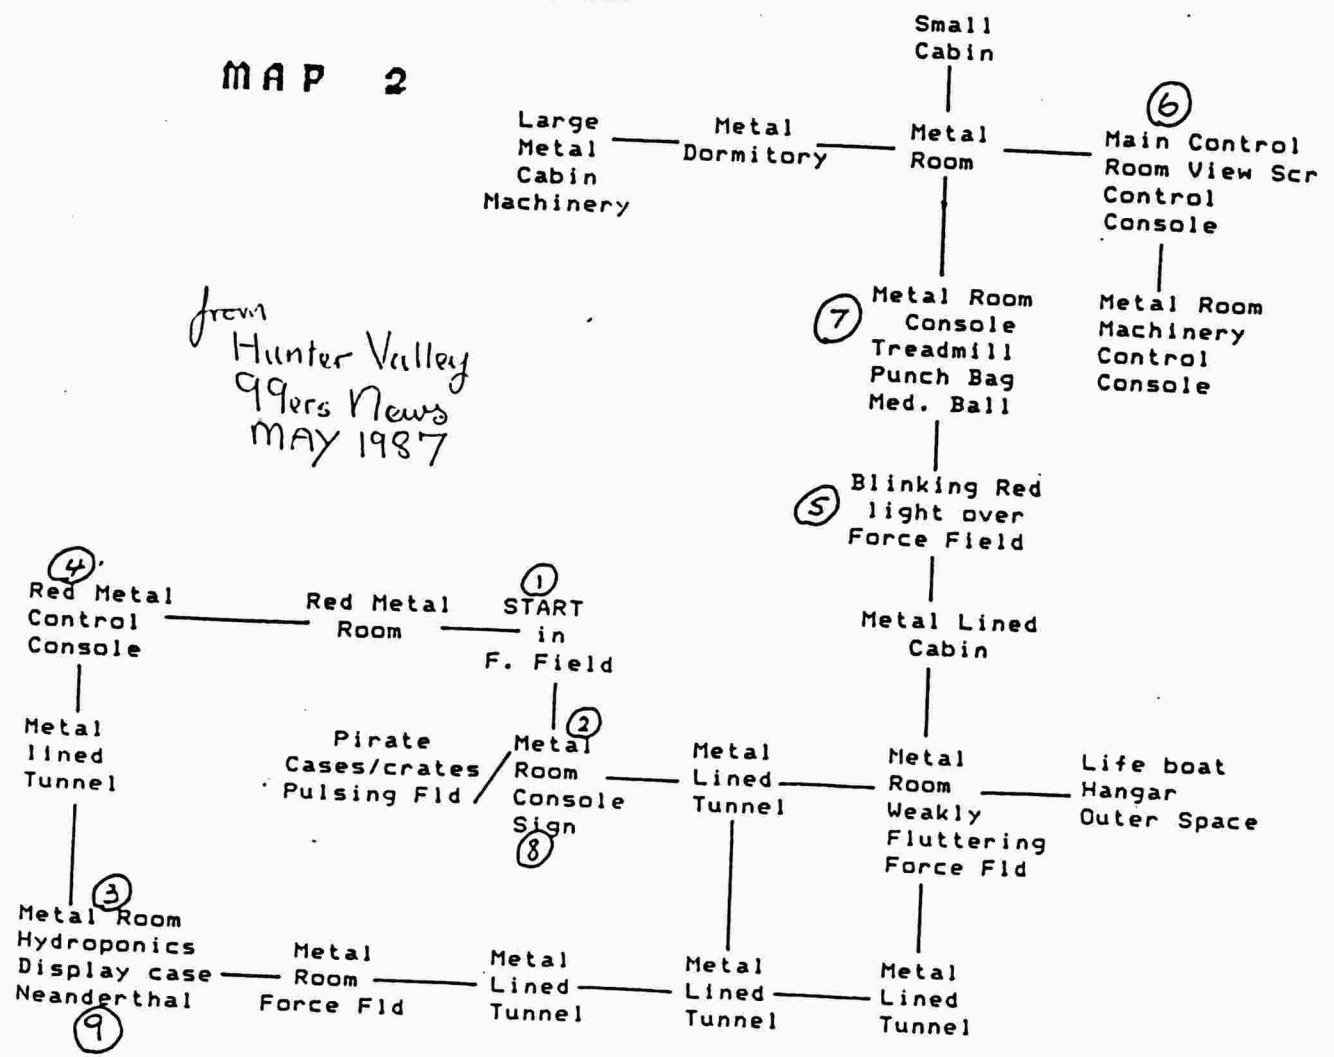 MAP 2
Small
Cabin
Large
Metal
Cabin
Machinery
Metal
Dormitory
Metal
Room
6
Main Control
Room View Scr
Control
Console
from
Hunter Valley
99ers News
MAY 1987
7
Metal Room
Console
Treadmill
Punch Bag
Med. Ball
Metal Room
Machinery
Control
Console
5
Blinking Red
light over
Force Field
4
Red Metal
Control
Console
Red Metal
Room
1
START
in
F. Field
Metal Lined
Cabin
Metal
lined
Tunnel
Pirate
Cases/crates
Pulsing Fld
2
Metal
Room
Console
Sign
8
Metal
Lined
Tunnel
Metal
Room
Weakly
Fluttering
Force Fld
Life boat
Hangar
Outer Space
3
Metal Room
Hydroponics
Display case
Neanderthal
9
Metal
Room
Force Fld
Metal
Lined
Tunnel
Metal
Lined
Tunnel
Metal
Lined
Tunnel